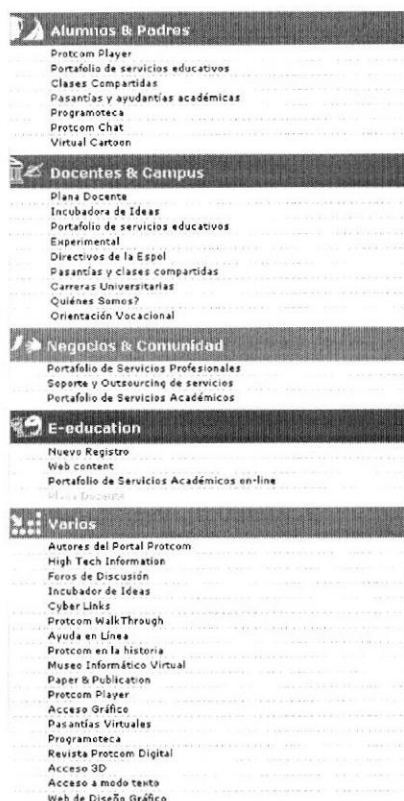 Alumnos & Padres
Protcom Player
Portafolio de servicios educativos
Clases Compartidas
Pasantías y ayudantías académicas
Programoteca
Protcom Chat
Virtual Cartoon
Docentes & Campus
Plana Docente
Incubadora de Ideas
Portafolio de servicios educativos
Experimental
Directivos de la Espol
Pasantías y clases compartidas
Carreras Universitarias
Quiénes Somos?
Orientación Vocacional
Negocios & Comunidad
Portafolio de Servicios Profesionales
Soporte y Outsourcing de servicios
Portafolio de Servicios Académicos
E-education
Nuevo Registro
Web content
Portafolio de Servicios Académicos on-line
Plana Docente
Varios
Autores del Portal Protcom
High Tech Information
Foros de Discusión
Incubador de Ideas
Cyber Links
Protcom WalkThrough
Ayuda en Línea
Protcom en la historia
Museo Informático Virtual
Paper & Publication
Protcom Player
Acceso Gráfico
Pasantías Virtuales
Programoteca
Revista Protcom Digital
Acceso 3D
Acceso a modo texto
Web de Diseño Gráfico